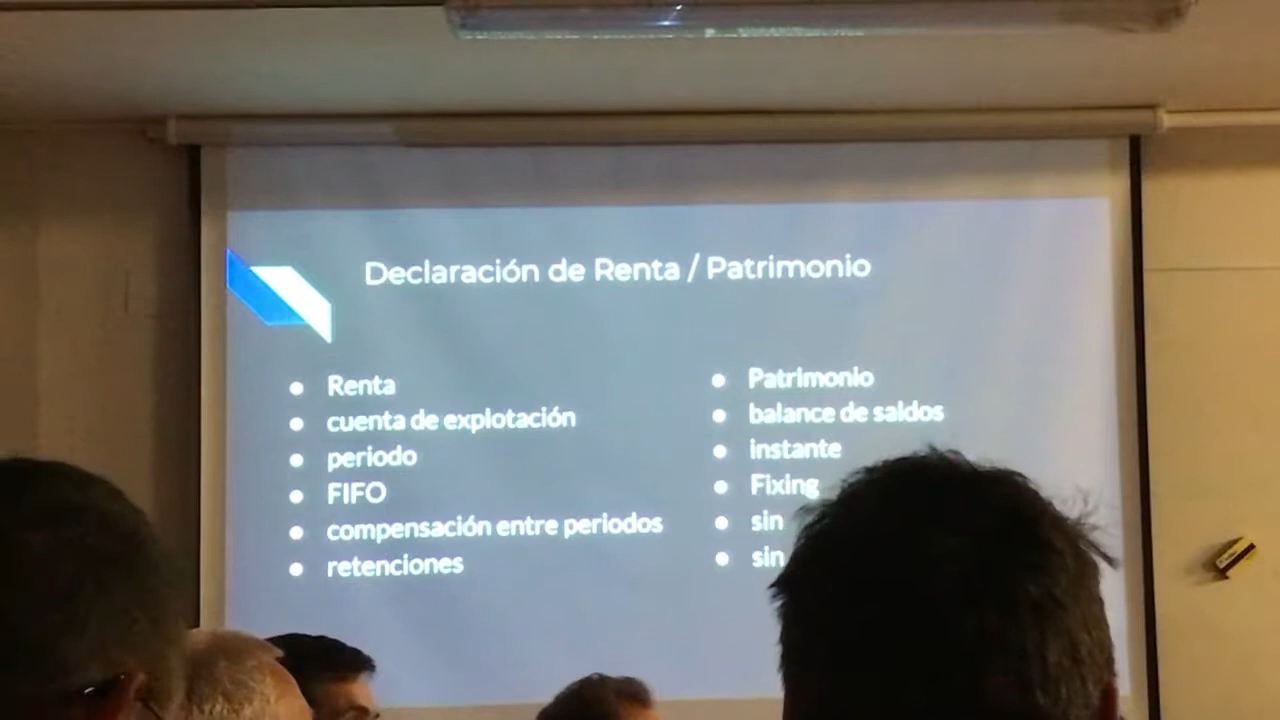 Declaración de Renta / Patrimonio
● Renta
● cuenta de explotación
● periodo
● FIFO
● compensación entre periodos
● retenciones
● Patrimonio
● balance de saldos
● instante
● Fixing
● sin
● sin